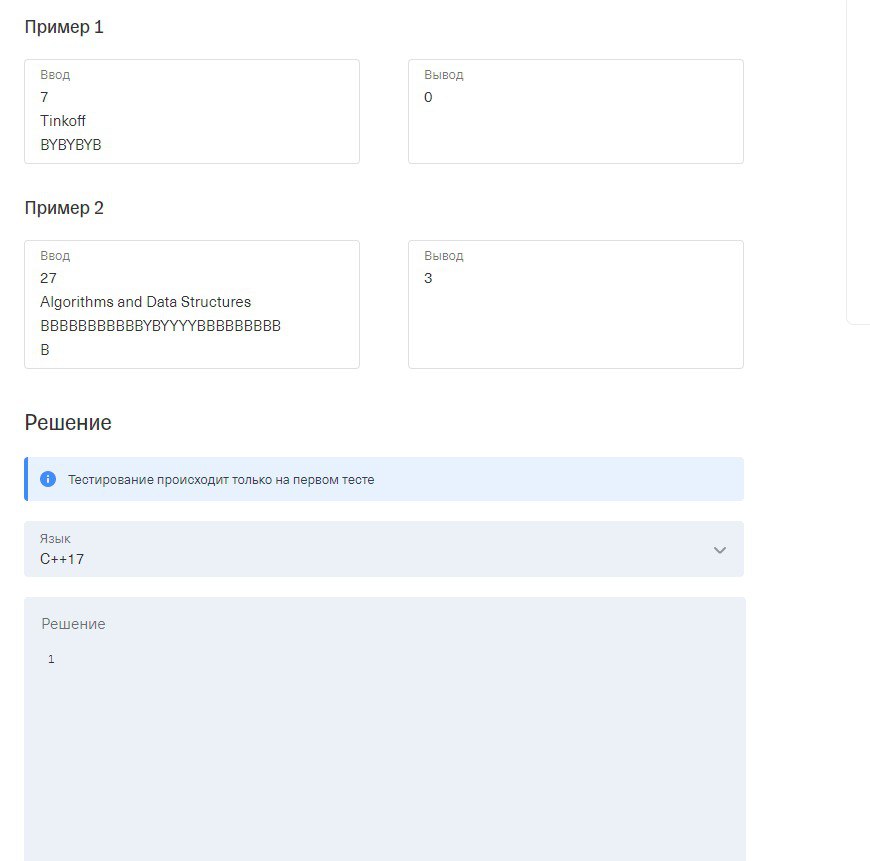 Пример 1
Ввод
Вывод
7
0
Tinkoff
BYBYBYB
Пример 2
Ввод
Вывод
27
3
Algorithms and Data Structures
BBBBBBBBBBBYBYYYYBBBBBBBBB
B
Решение
Тестирование происходит только на первом тесте
Язык
C++17
Решение
1